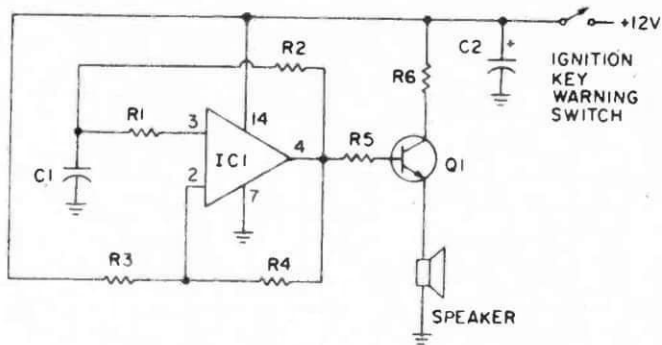 R2
R1
3
14
IC1
4
2
7
C1
R3
R4
R5
R6
Q1
C2
+
+12V
IGNITION
KEY
WARNING
SWITCH
SPEAKER